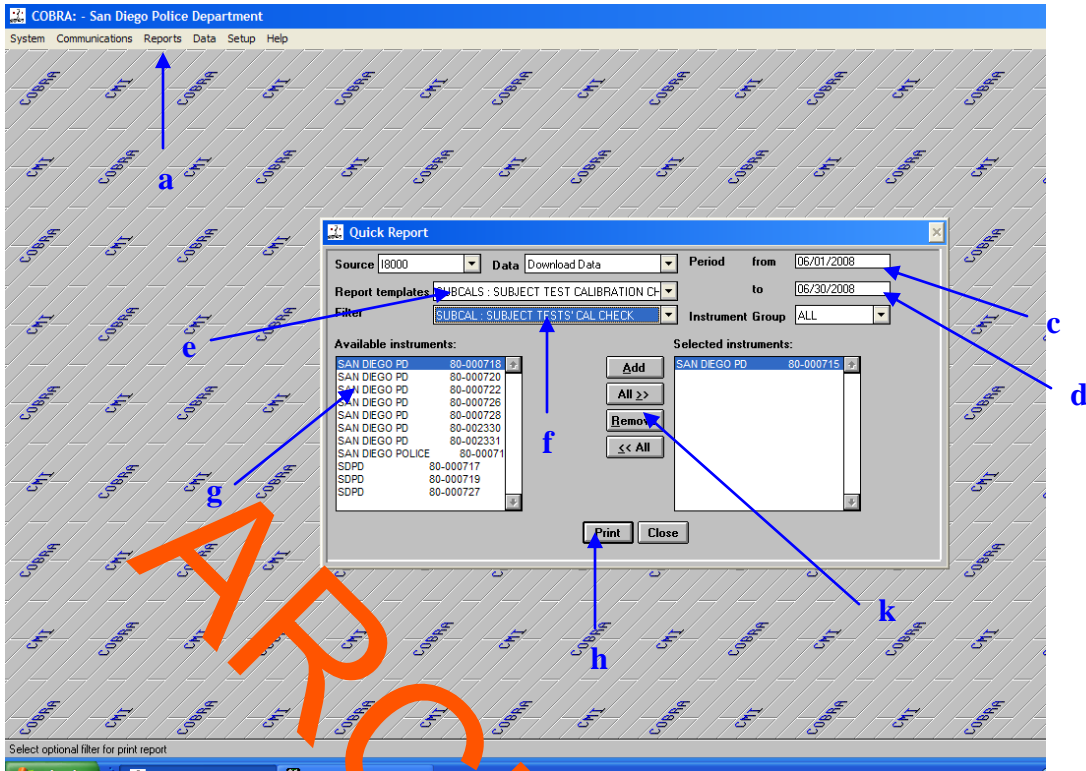 COBRA: - San Diego Police Department
System Communications Reports Data Setup Help
a
Quick Report
Source I8000 Data Download Data Period from 06/01/2008
Report templates SUBCALS : SUBJECT TEST CALIBRATION CH to 06/30/2008
Filter SUBCAL : SUBJECT TESTS' CAL CHECK Instrument Group ALL
c
e
d
Available instruments: Selected instruments:
SAN DIEGO PD 80-000718
SAN DIEGO PD 80-000720
SAN DIEGO PD 80-000722
SAN DIEGO PD 80-000726
SAN DIEGO PD 80-000728
SAN DIEGO PD 80-002330
SAN DIEGO PD 80-002331
SAN DIEGO POLICE 80-00071
SDPD 80-000717
SDPD 80-000719
SDPD 80-000727
Add
All >>
Remove
<< All
SAN DIEGO PD 80-000715
f
g
Print Close
k
h
ARC
COBRA CMI
Select optional filter for print report